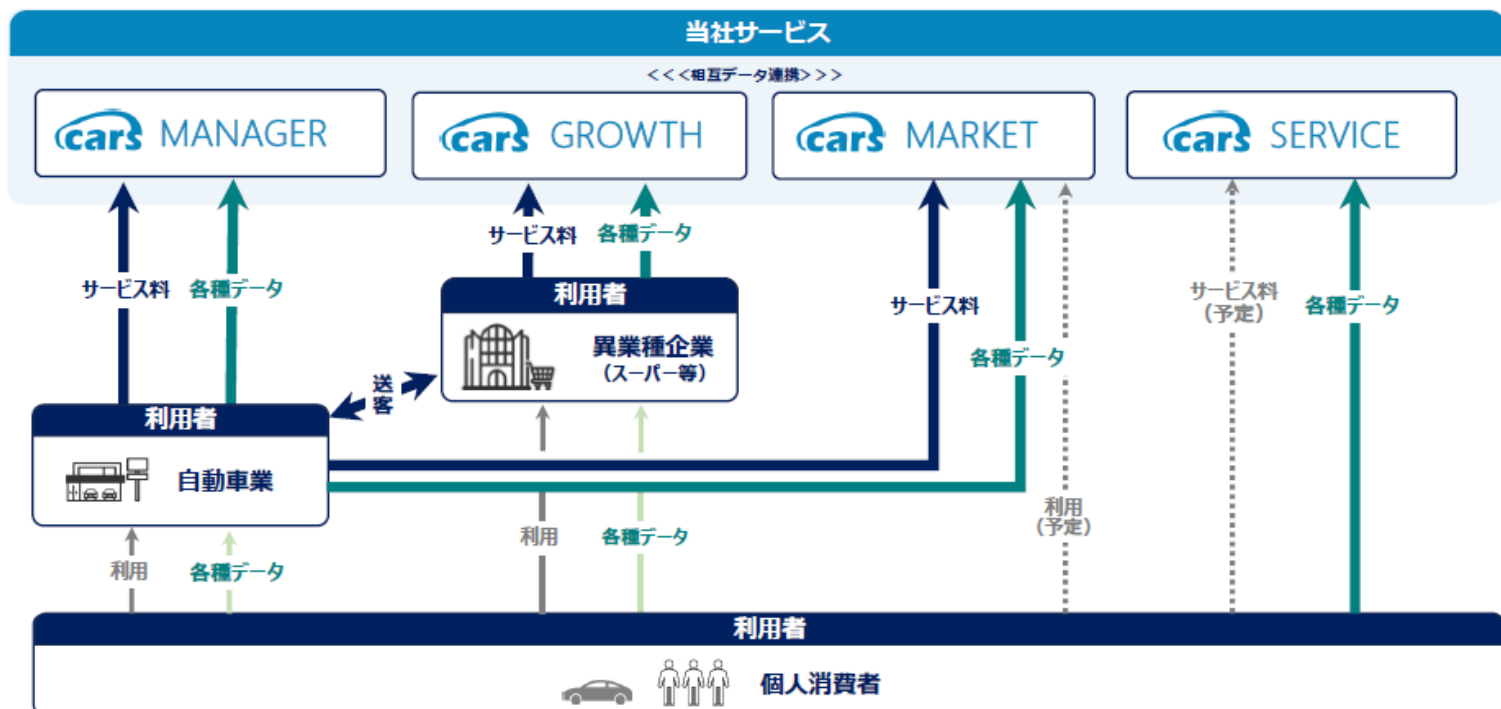 当社サービス
<<<相互データ連携>>>
cars MANAGER
cars GROWTH
cars MARKET
cars SERVICE
サービス料
各種データ
サービス料
各種データ
サービス料
各種データ
サービス料
(予定)
各種データ
利用者
異業種企業
(スーパー等)
送客
利用者
自動車業
利用
各種データ
利用
各種データ
利用
(予定)
利用者
個人消費者